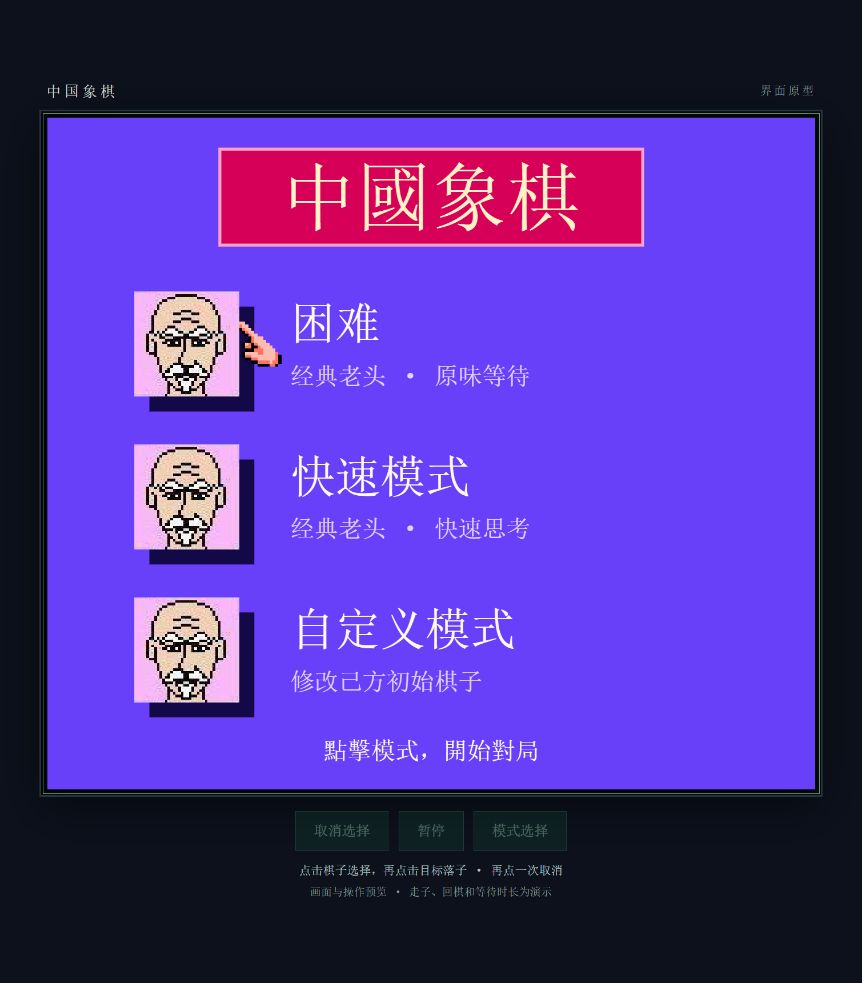 中国象棋
界面原型
中國象棋
困难
经典老头 • 原味等待
快速模式
经典老头 • 快速思考
自定义模式
修改己方初始棋子
點擊模式，開始對局
取消选择
暂停
模式选择
点击棋子选择，再点击目标落子 • 再点一次取消
画面与操作预览 • 走子、回棋和等待时长为演示